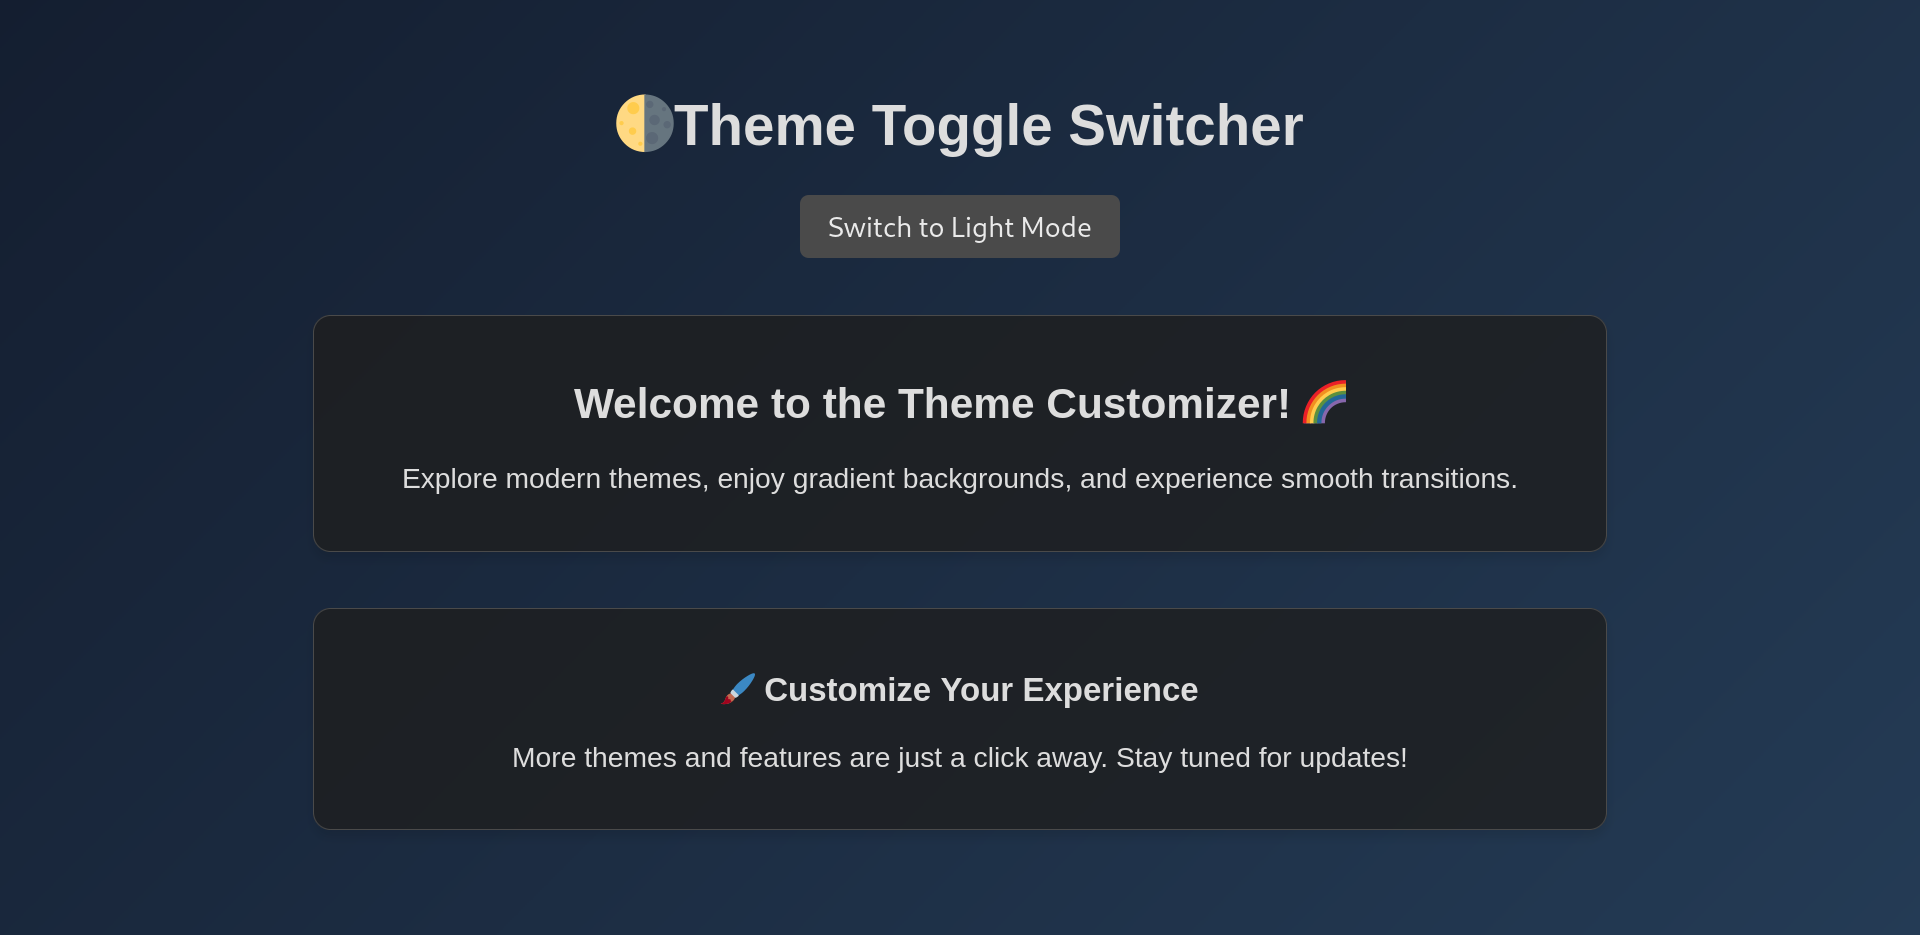 🌗Theme Toggle Switcher
Switch to Light Mode
Welcome to the Theme Customizer! 🌈
Explore modern themes, enjoy gradient backgrounds, and experience smooth transitions.
🖌️ Customize Your Experience
More themes and features are just a click away. Stay tuned for updates!